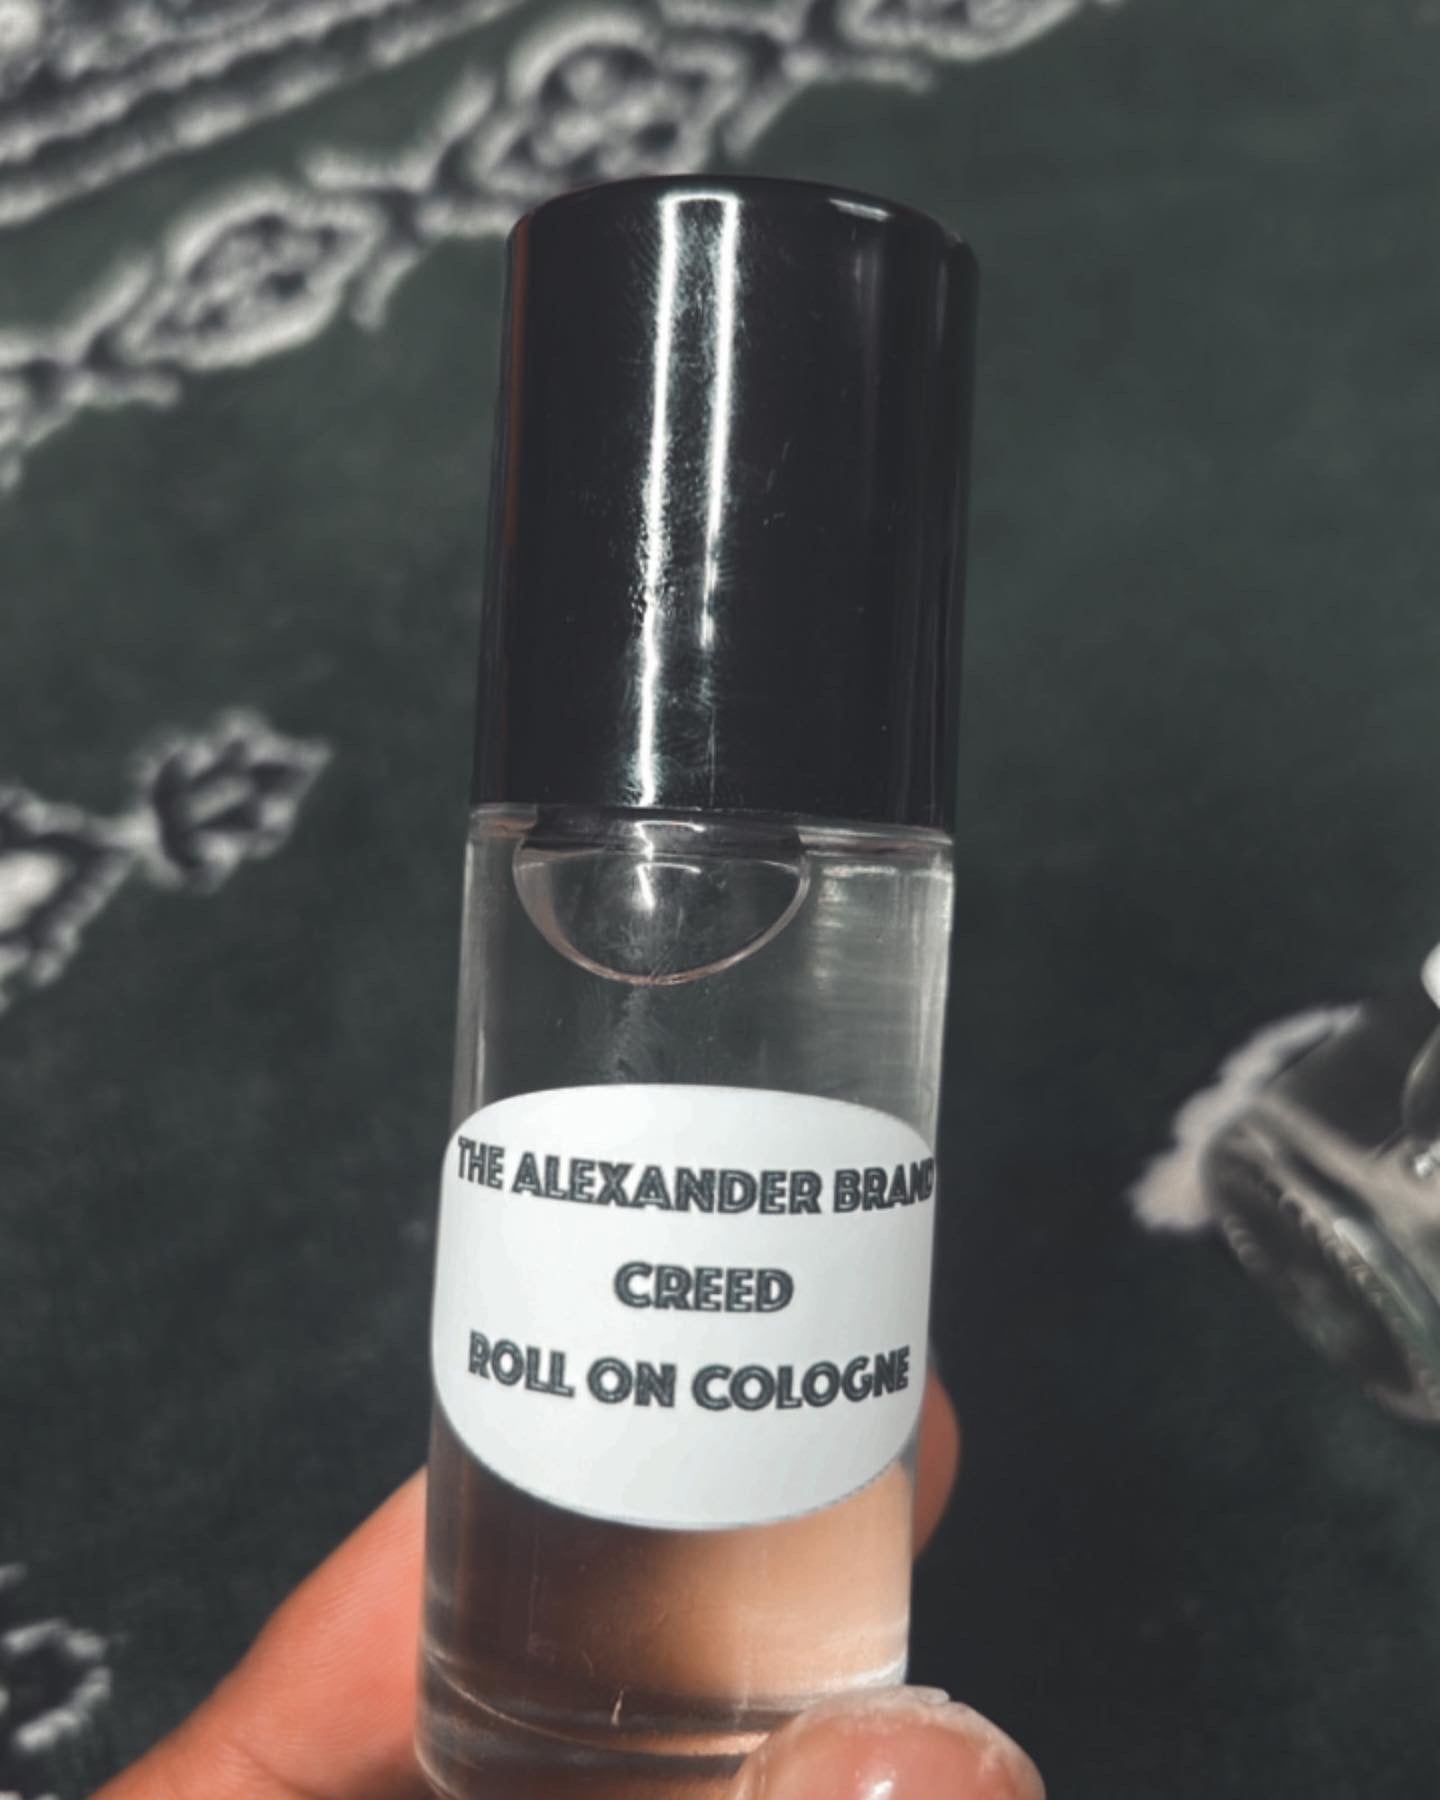 THE ALEXANDER BRAND
CREED
ROLL ON COLOGNE